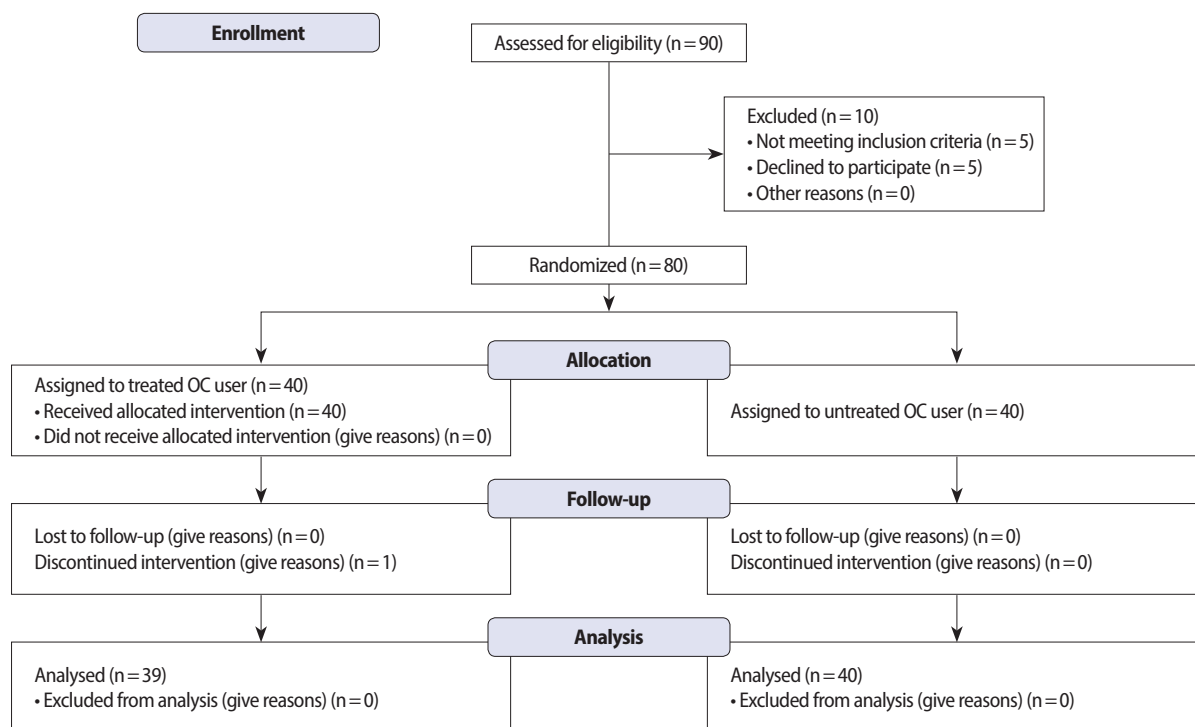 Enrollment
Assessed for eligibility (n=90)
Excluded (n=10)
• Not meeting inclusion criteria (n=5)
• Declined to participate (n=5)
• Other reasons (n=0)
Randomized (n=80)
Allocation
Assigned to treated OC user (n=40)
• Received allocated intervention (n=40)
• Did not receive allocated intervention (give reasons) (n=0)
Assigned to untreated OC user (n=40)
Follow-up
Lost to follow-up (give reasons) (n=0)
Discontinued intervention (give reasons) (n=1)
Lost to follow-up (give reasons) (n=0)
Discontinued intervention (give reasons) (n=0)
Analysis
Analysed (n=39)
• Excluded from analysis (give reasons) (n=0)
Analysed (n=40)
• Excluded from analysis (give reasons) (n=0)